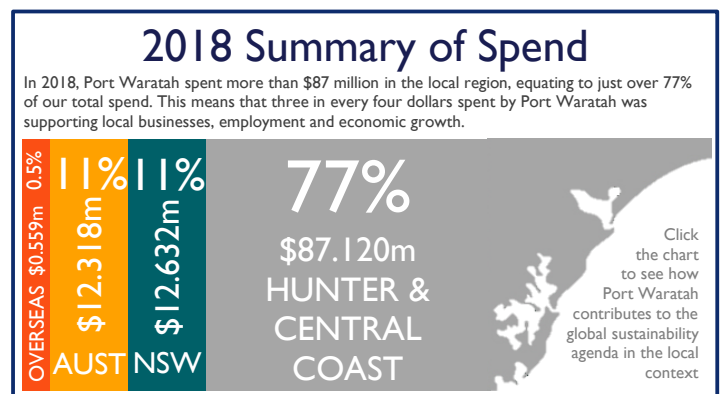 2018 Summary of Spend
In 2018, Port Waratah spent more than $87 million in the local region, equating to just over 77%
of our total spend. This means that three in every four dollars spent by Port Waratah was
supporting local businesses, employment and economic growth.
OVERSEAS $0.559m 0.5%
11%
$12.318m
AUST
11%
$12.632m
NSW
77%
$87.120m
HUNTER &
CENTRAL
COAST
Click
the chart
to see how
Port Waratah
contributes to the
global sustainability
agenda in the local
context